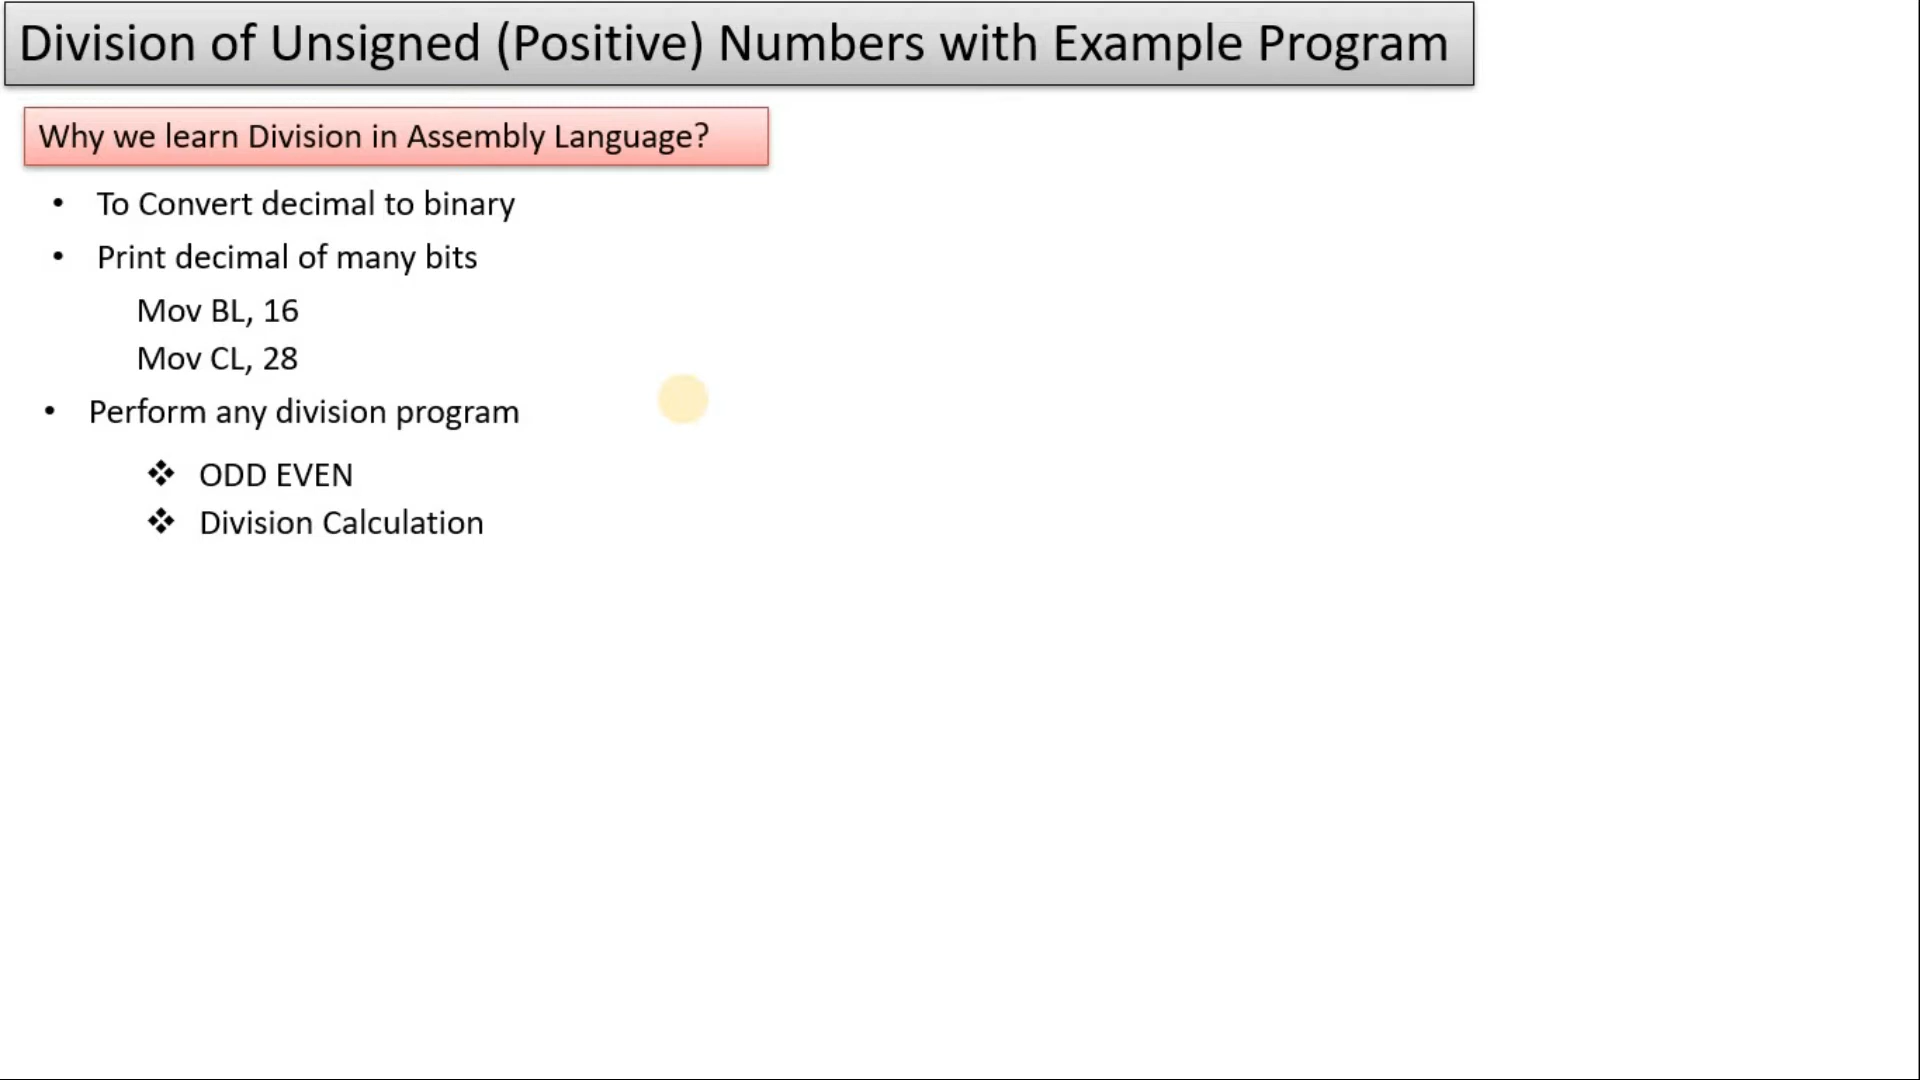 Division of Unsigned (Positive) Numbers with Example Program
Why we learn Division in Assembly Language?
• To Convert decimal to binary
• Print decimal of many bits
Mov BL, 16
Mov CL, 28
• Perform any division program
❖ ODD EVEN
❖ Division Calculation